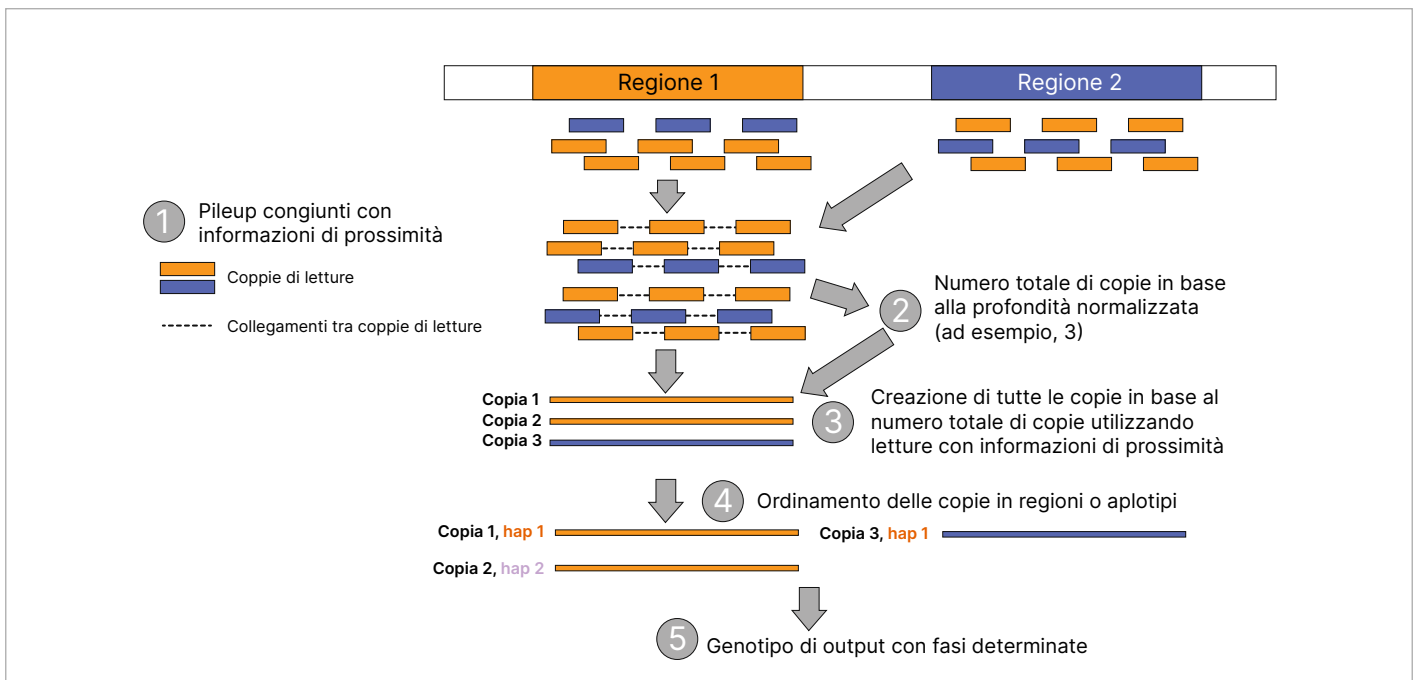 Regione 1
Regione 2
1
Pileup congiunti con
informazioni di prossimità
Coppie di letture
Collegamenti tra coppie di letture
2
Numero totale di copie in base
alla profondità normalizzata
(ad esempio, 3)
Copia 1
Copia 2
Copia 3
3
Creazione di tutte le copie in base al
numero totale di copie utilizzando
letture con informazioni di prossimità
4
Ordinamento delle copie in regioni o aplotipi
Copia 1, hap 1
Copia 3, hap 1
Copia 2, hap 2
5
Genotipo di output con fasi determinate